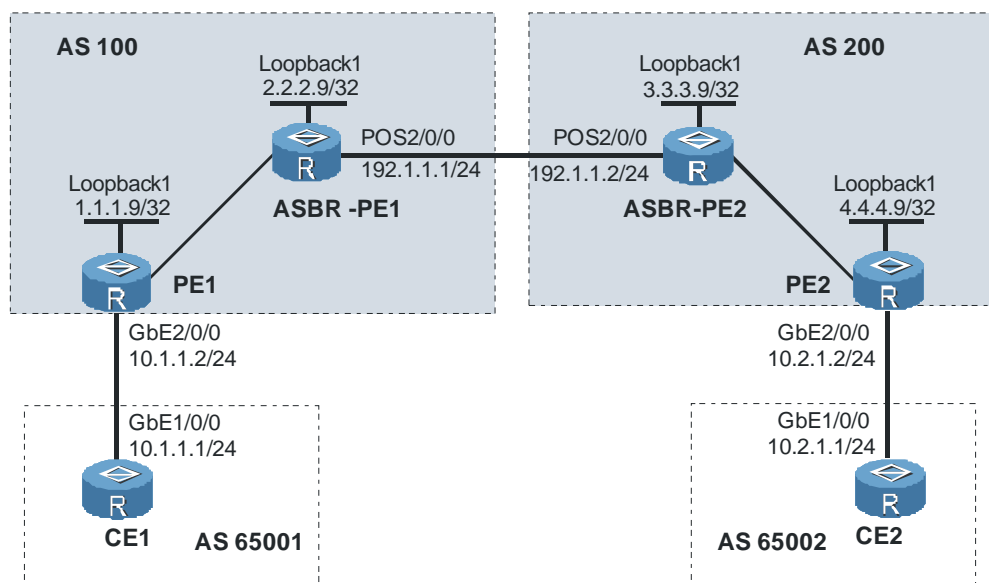 AS 100
AS 200
Loopback1
2.2.2.9/32
Loopback1
3.3.3.9/32
POS2/0/0
192.1.1.1/24
POS2/0/0
192.1.1.2/24
R
R
ASBR -PE1
ASBR-PE2
Loopback1
1.1.1.9/32
Loopback1
4.4.4.9/32
R
PE1
PE2
R
GbE2/0/0
10.1.1.2/24
GbE2/0/0
10.2.1.2/24
GbE1/0/0
10.1.1.1/24
GbE1/0/0
10.2.1.1/24
R
R
CE1
AS 65001
AS 65002
CE2